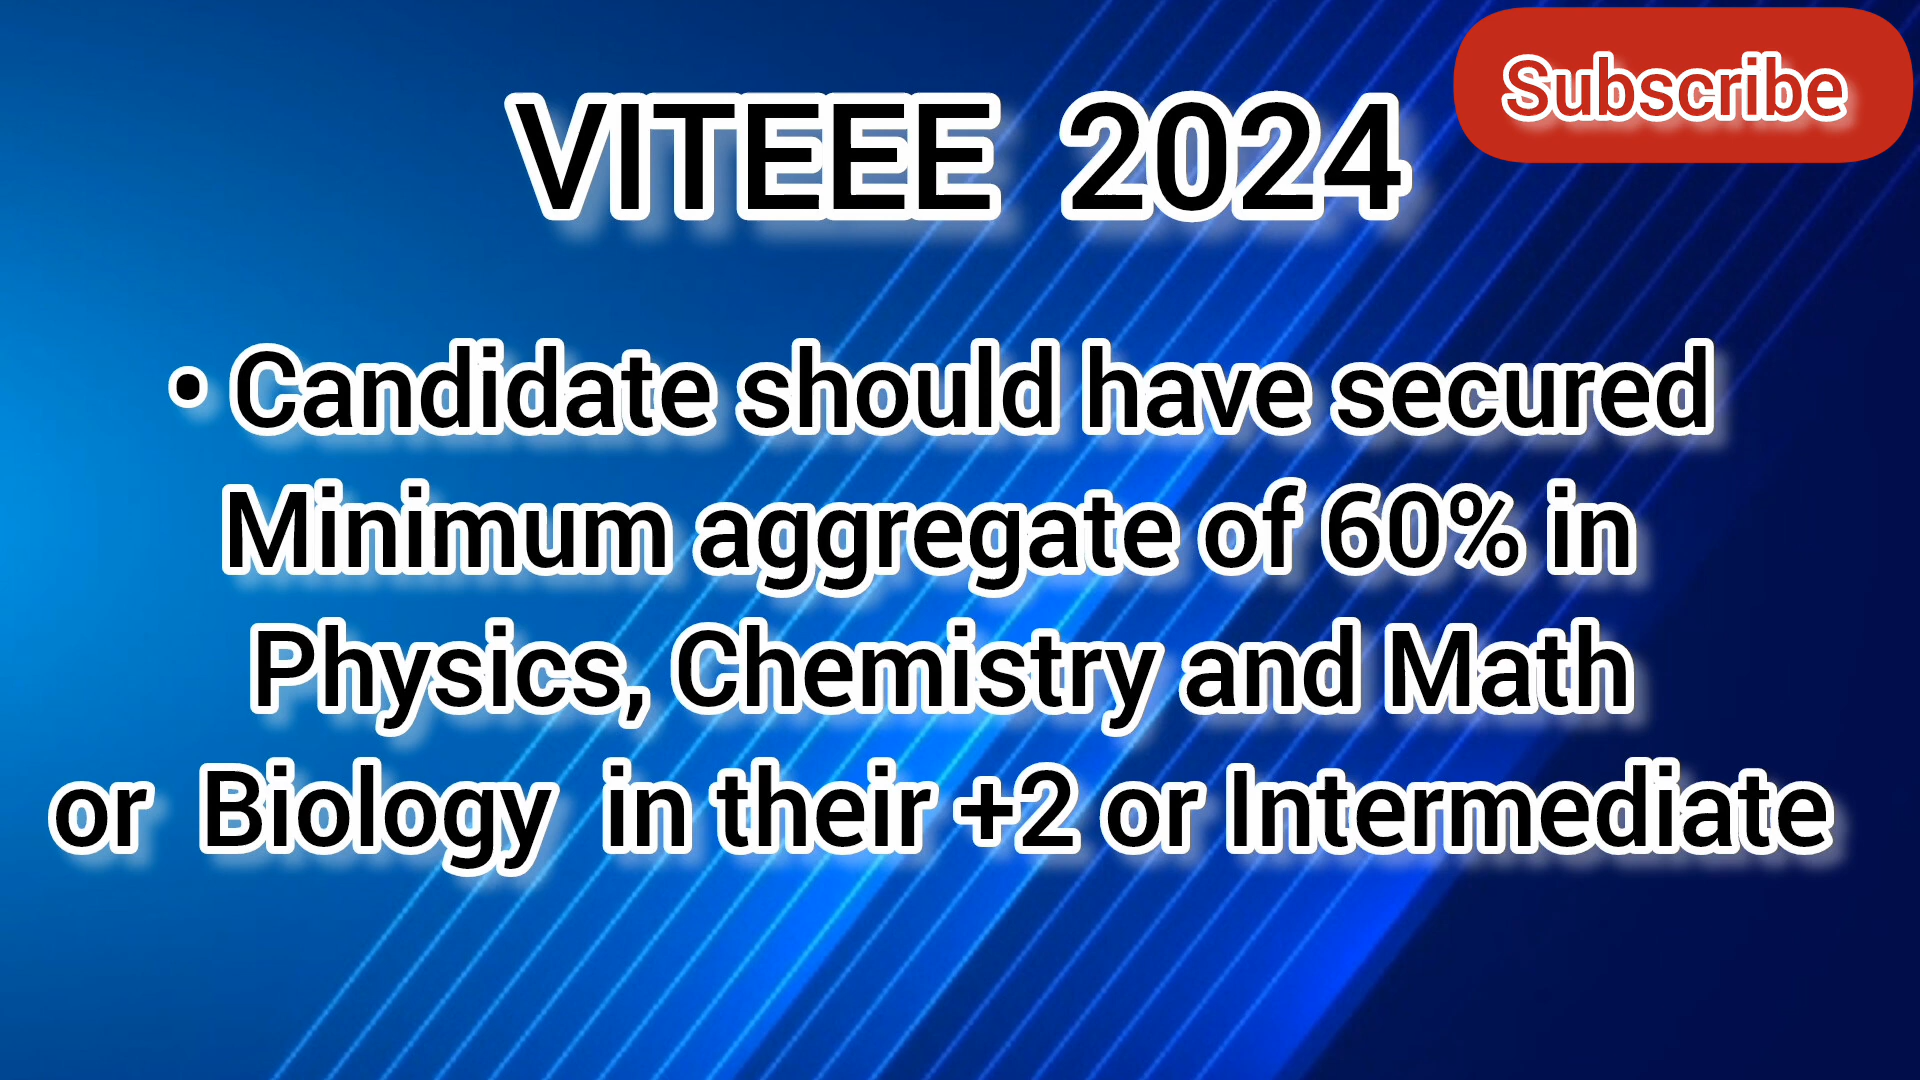 Subscribe
VITEEE 2024
• Candidate should have secured
Minimum aggregate of 60% in
Physics, Chemistry and Math
or Biology in their +2 or Intermediate